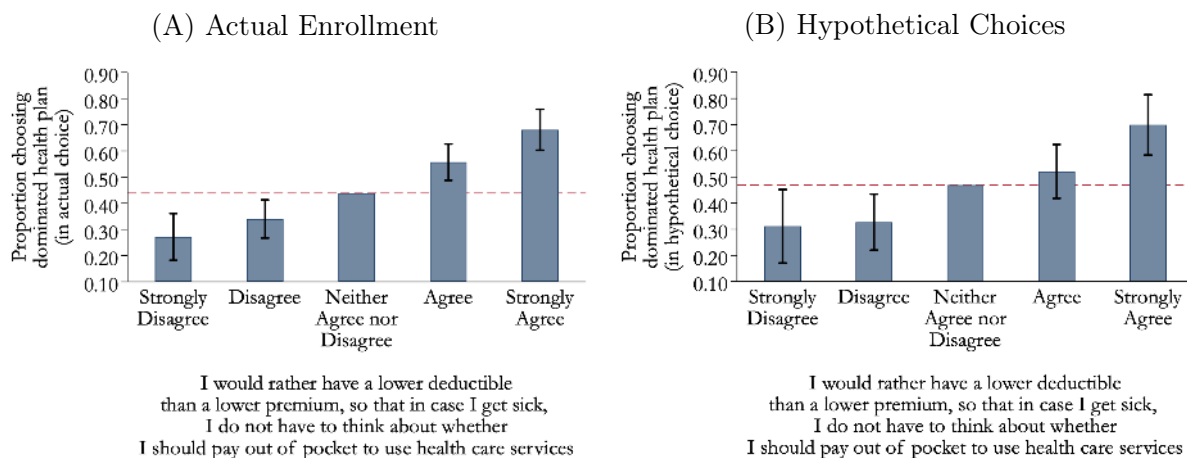 (A) Actual Enrollment
Proportion choosing
dominated health plan
(in actual choice)
0.90
0.80
0.70
0.60
0.50
0.40
0.30
0.20
0.10
Strongly
Disagree
Disagree
Neither
Agree nor
Disagree
Agree
Strongly
Agree
I would rather have a lower deductible
than a lower premium, so that in case I get sick,
I do not have to think about whether
I should pay out of pocket to use health care services
(B) Hypothetical Choices
Proportion choosing
dominated health plan
(in hypothetical choice)
0.90
0.80
0.70
0.60
0.50
0.40
0.30
0.20
0.10
Strongly
Disagree
Disagree
Neither
Agree nor
Disagree
Agree
Strongly
Agree
I would rather have a lower deductible
than a lower premium, so that in case I get sick,
I do not have to think about whether
I should pay out of pocket to use health care services